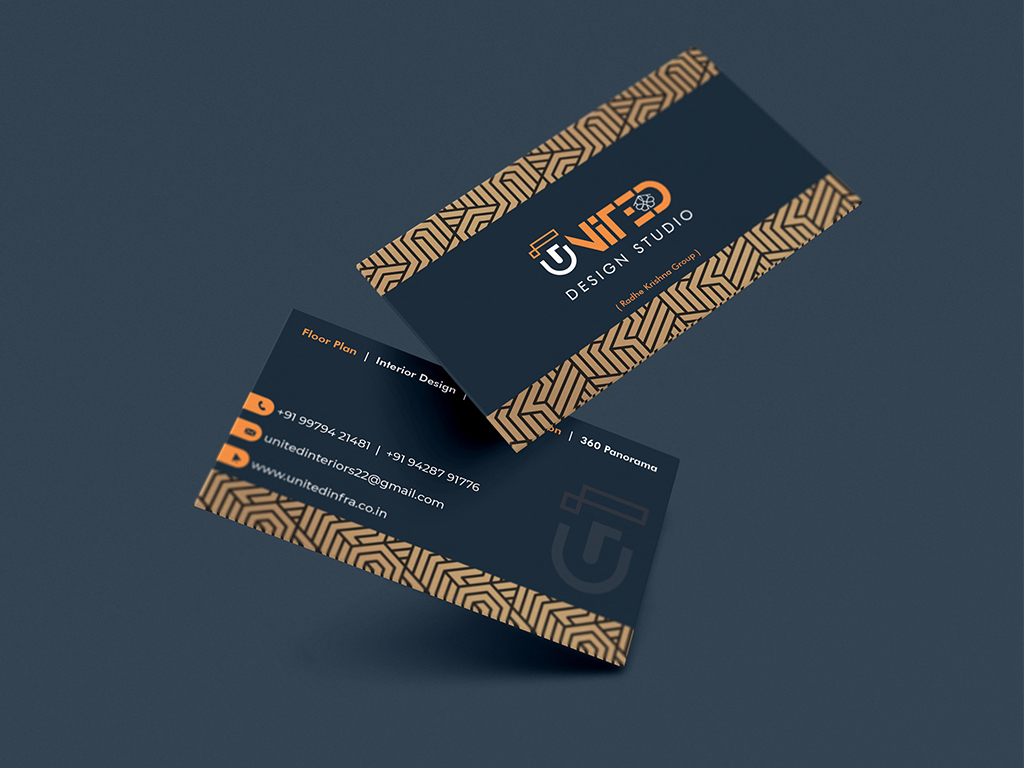 UNiTED
DESIGN STUDIO
( Radhe Krishna Group )
Floor Plan | Interior Design |
| 360 Panorama
+91 99794 21481 | +91 94287 91776
unitedinteriors22@gmail.com
www.unitedinfra.co.in